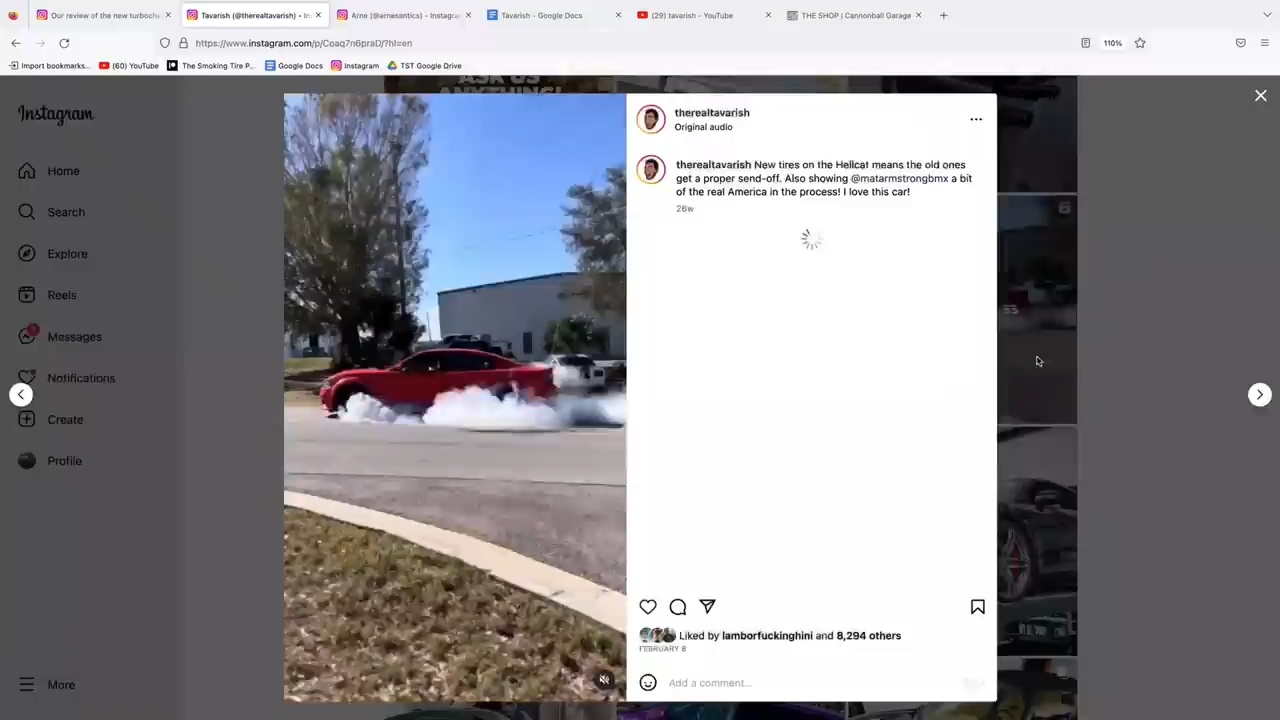 Our review of the new turbocha
Tavarish (@therealtavarish) • In
Arne (@arnesantics) - Instagram
Tavarish - Google Docs
(29) tavarish - YouTube
THE SHOP | Cannonball Garage
https://www.instagram.com/p/Coaq7n6praD/?hl=en
110%
Import bookmarks...
(60) YouTube
The Smoking Tire P...
Google Docs
Instagram
TST Google Drive
ASK US
ANYTHING!
Instagram
Home
Search
Explore
Reels
1
Messages
Notifications
Create
Profile
More
therealtavarish
Original audio
therealtavarish New tires on the Hellcat means the old ones
get a proper send-off. Also showing @matarmstrongbmx a bit
of the real America in the process! I love this car!
26w
Liked by lamborfuckinghini and 8,294 others
FEBRUARY 8
Add a comment...